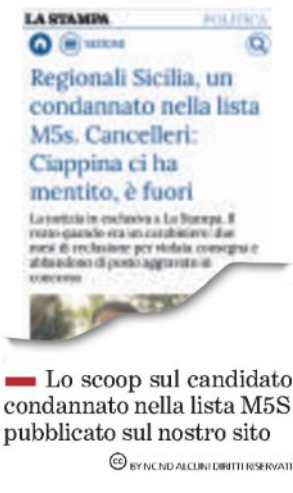 LA STAMPA POLITICA
SEZIONI
Regionali Sicilia, un
condannato nella lista
M5s. Cancelleri:
Ciappina ci ha
mentito, è fuori
La notizia in esclusiva a La Stampa. Il
reato quando era un carabiniere: due
mesi di reclusione per violata consegna e
abbandono di posto aggravato in
concorso
Lo scoop sul candidato
condannato nella lista M5S
pubblicato sul nostro sito
cc BY NC ND ALCUNI DIRITTI RISERVATI